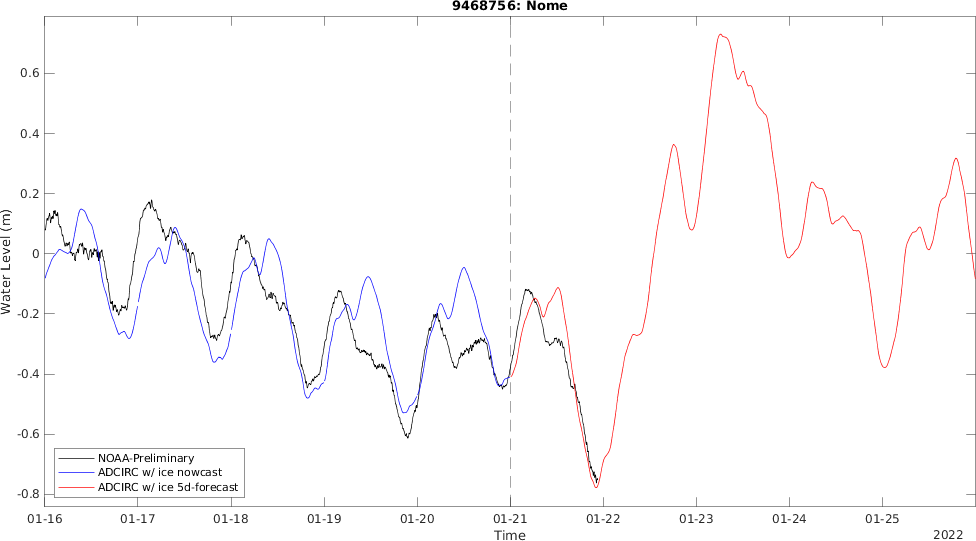 9468756: Nome
Water Level (m)
0.6
0.4
0.2
0
-0.2
-0.4
-0.6
-0.8
NOAA-Preliminary
ADCIRC w/ ice nowcast
ADCIRC w/ ice 5d-forecast
01-16 01-17 01-18 01-19 01-20 01-21 01-22 01-23 01-24 01-25
Time
2022